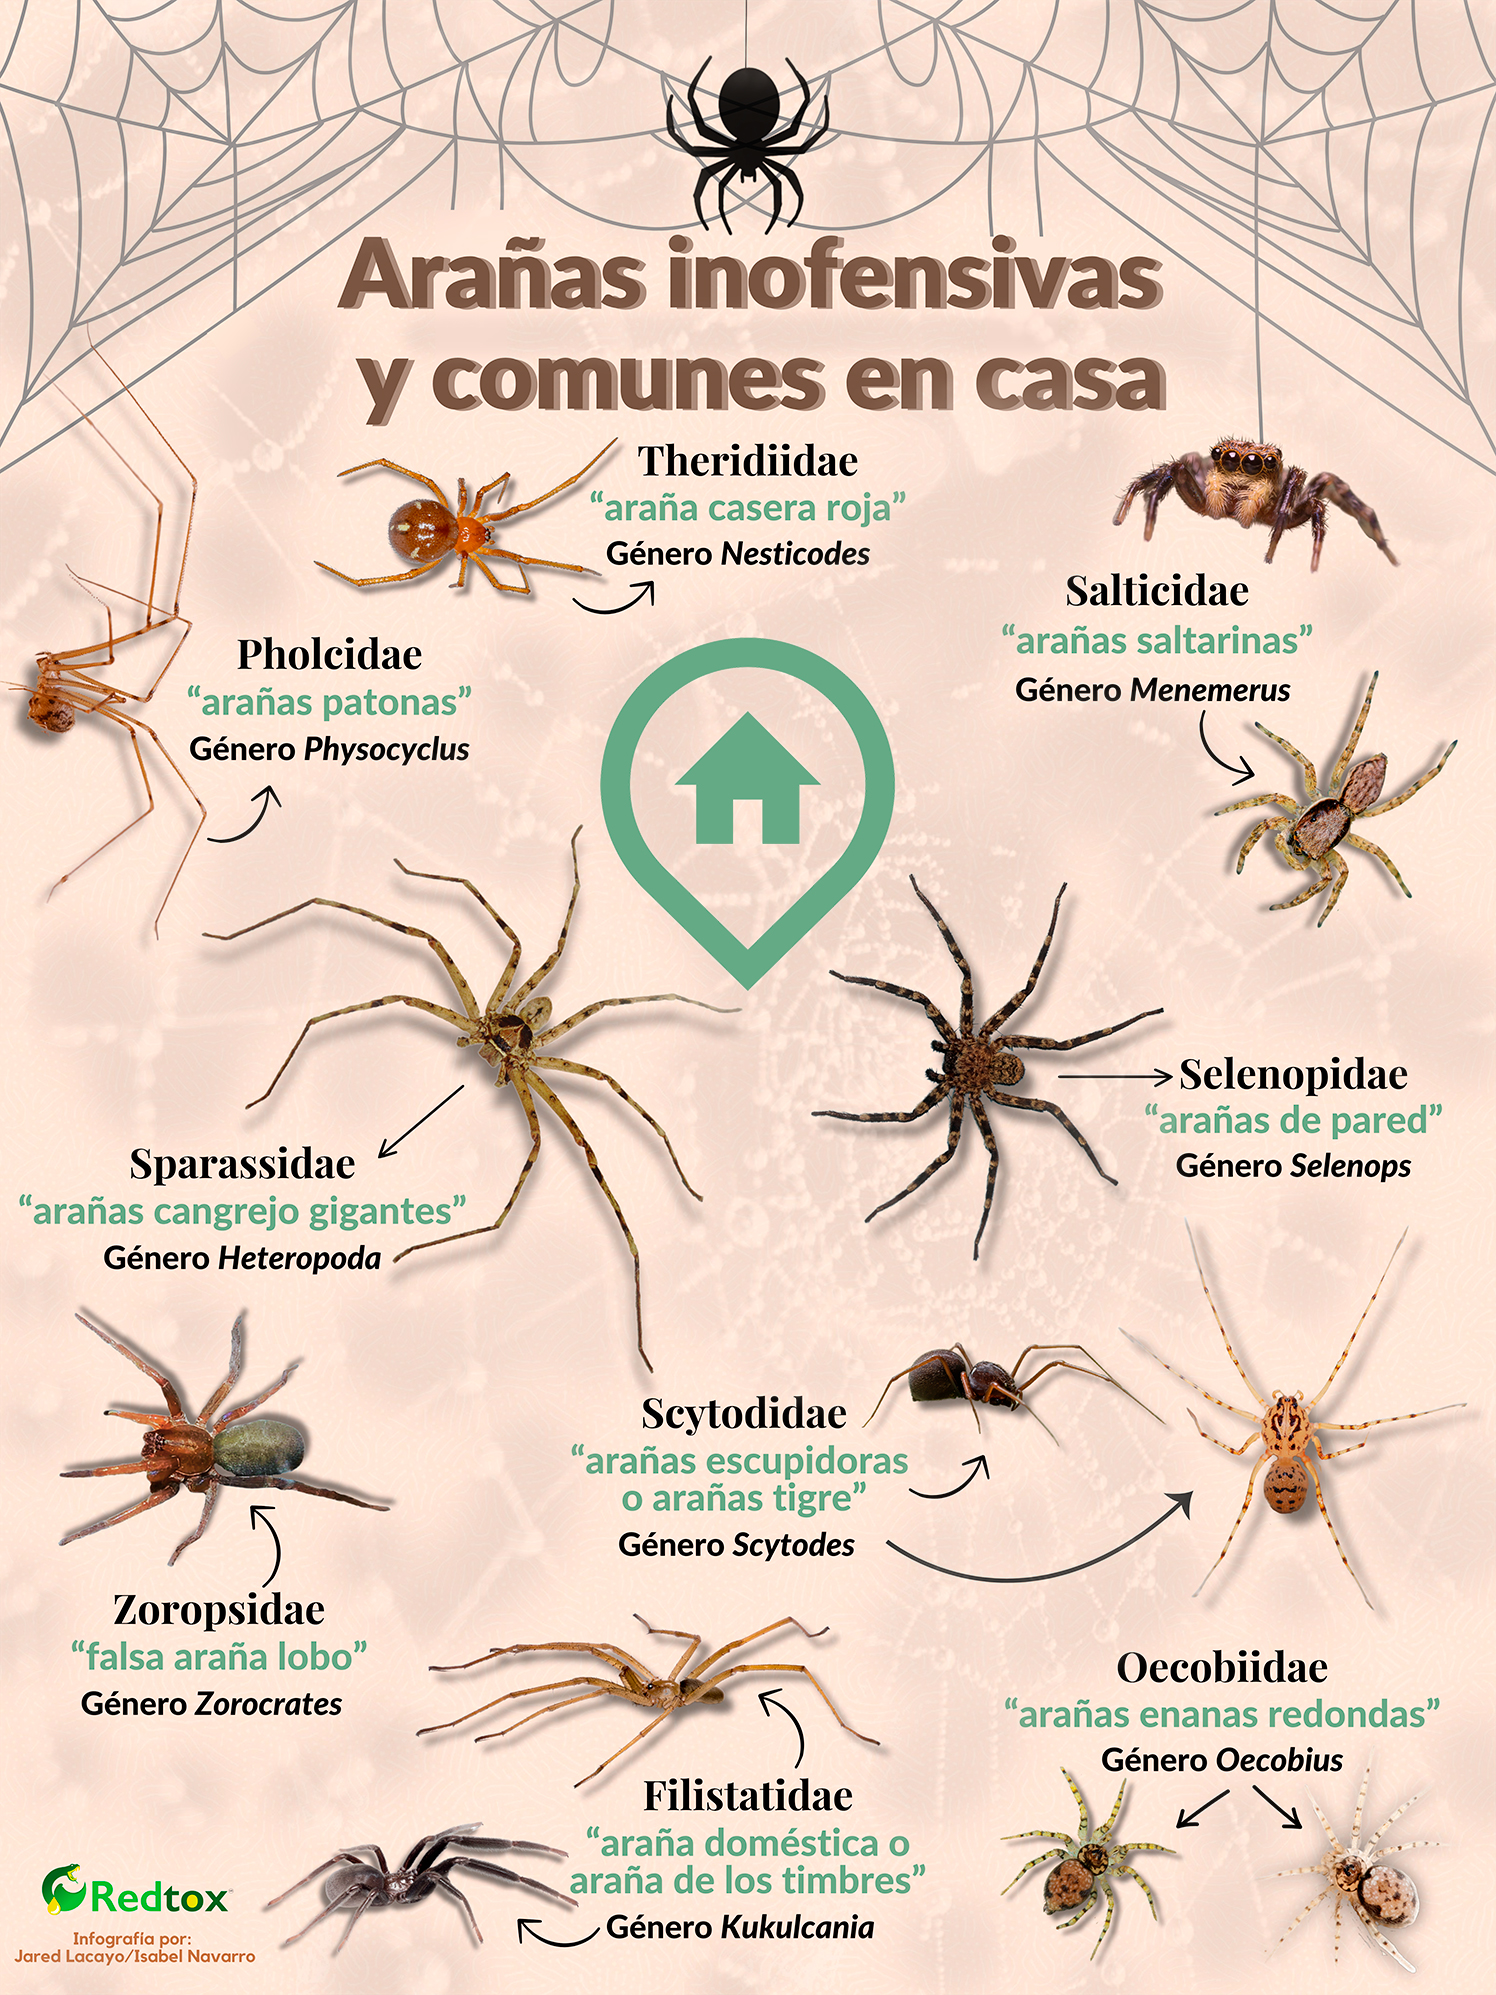 Arañas inofensivas
y comunes en casa
Theridiidae
“araña casera roja”
Género Nesticodes
Salticidae
“arañas saltarinas”
Género Menemerus
Pholcidae
“arañas patonas”
Género Physocyclus
Selenopidae
“arañas de pared”
Género Selenops
Sparassidae
“arañas cangrejo gigantes”
Género Heteropoda
Scytodidae
“arañas escupidoras
o arañas tigre”
Género Scytodes
Zoropsidae
“falsa araña lobo”
Género Zorocrates
Oecobiidae
“arañas enanas redondas”
Género Oecobius
Filistatidae
“araña doméstica o
araña de los timbres”
Género Kukulcania
Redtox
Infografía por:
Jared Lacayo/Isabel Navarro